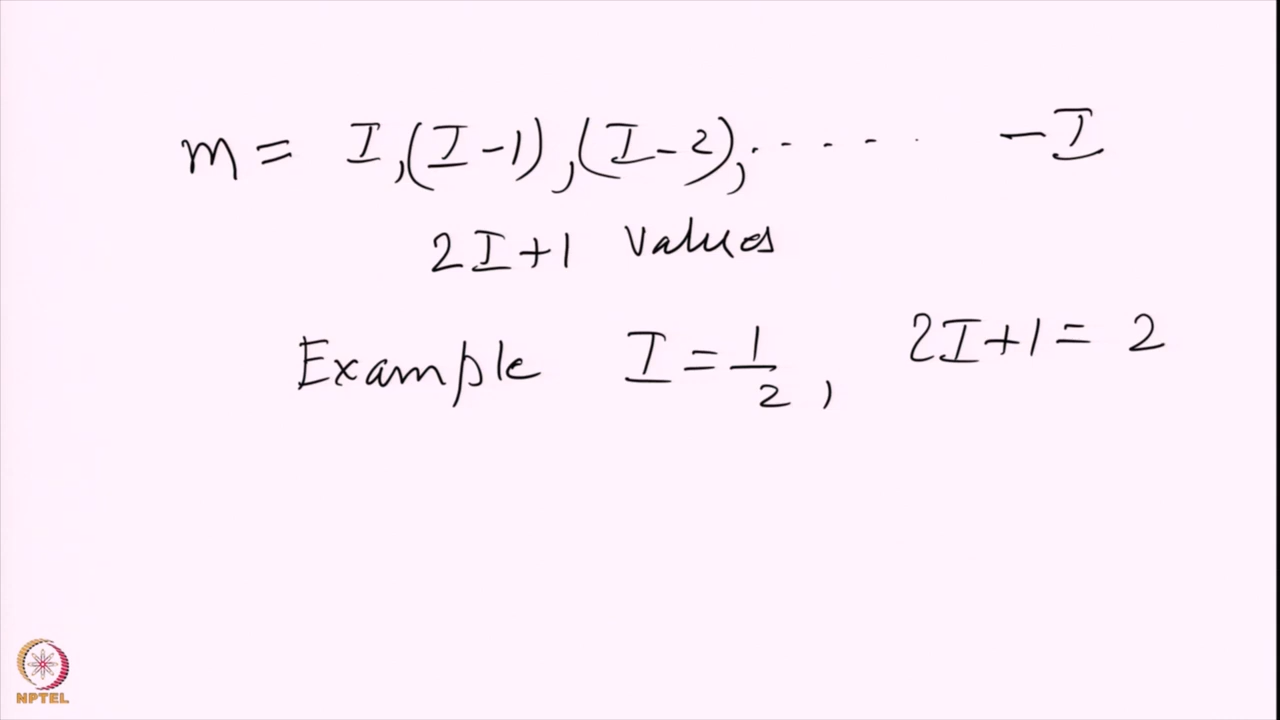 m = I, (I-1), (I-2), ..... -I
2I+1 values
Example I = 1/2, 2I+1 = 2
NPTEL